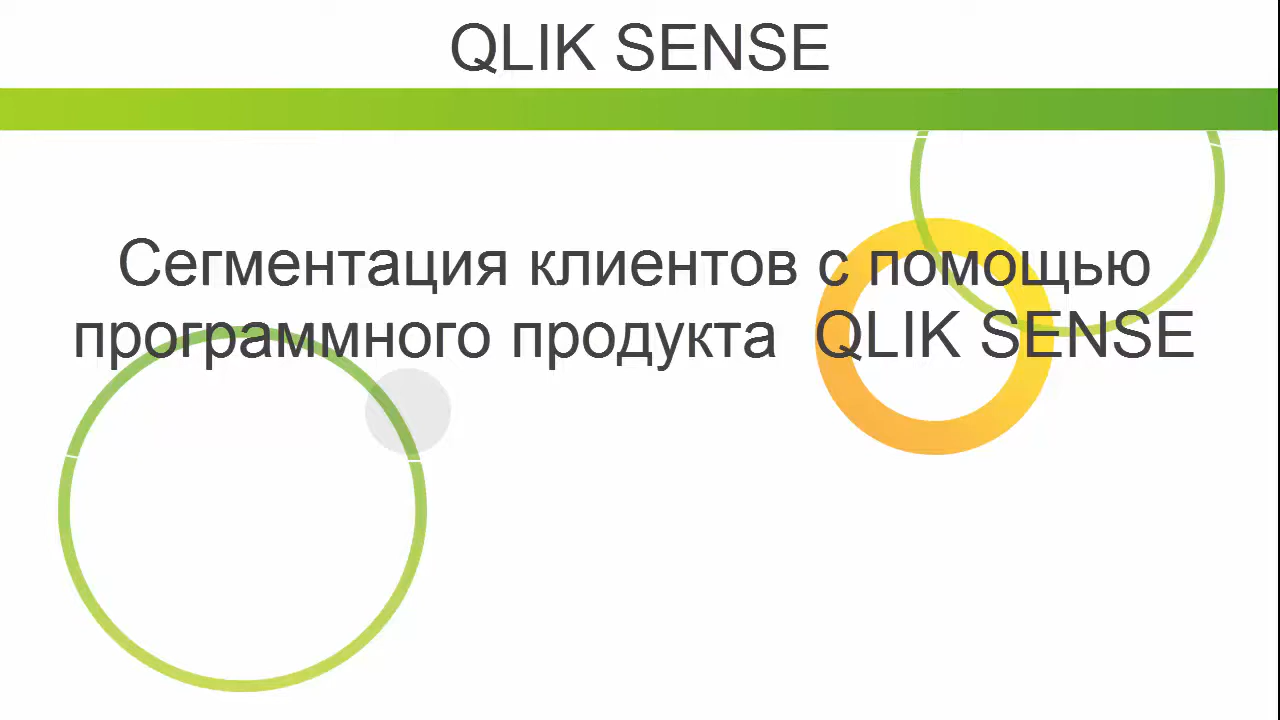 QLIK SENSE
Сегментация клиентов с помощью
программного продукта QLIK SENSE